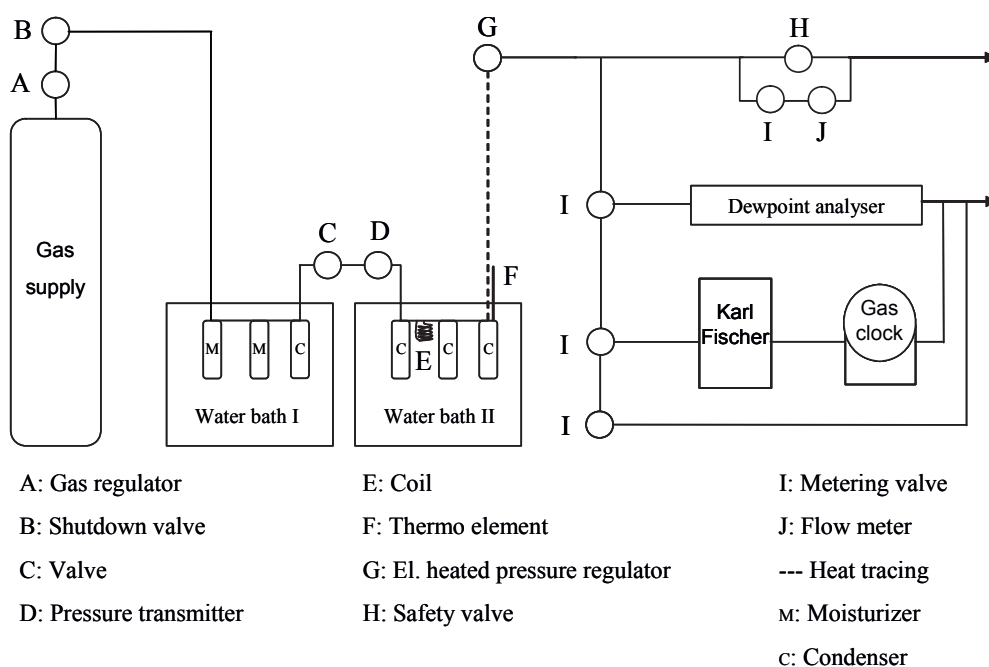 B
A
Gas
supply
G
H
I J
I
Dewpoint analyser
C D
F
M M C
C E C C
Water bath I
Water bath II
I
Karl
Fischer
Gas
clock
I
A: Gas regulator
B: Shutdown valve
C: Valve
D: Pressure transmitter
E: Coil
F: Thermo element
G: El. heated pressure regulator
H: Safety valve
I: Metering valve
J: Flow meter
--- Heat tracing
M: Moisturizer
C: Condenser